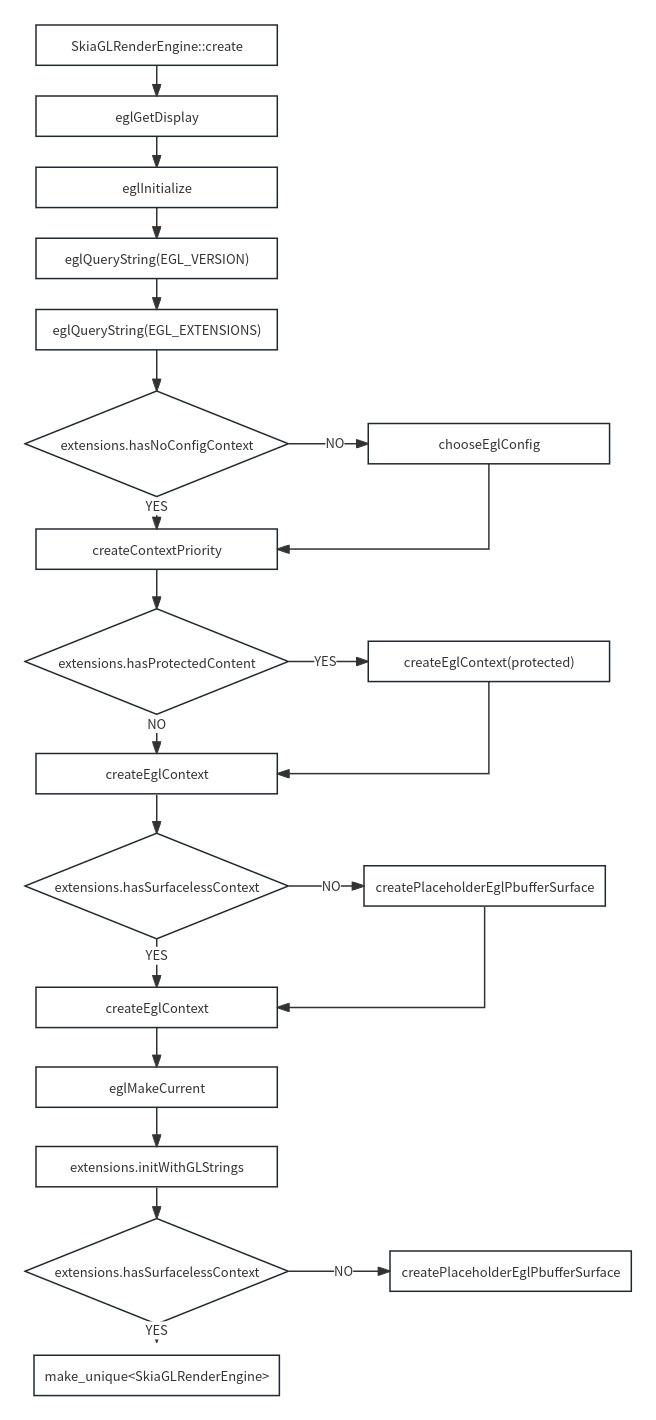 SkiaGLRenderEngine::create
eglGetDisplay
eglInitialize
eglQueryString(EGL_VERSION)
eglQueryString(EGL_EXTENSIONS)
extensions.hasNoConfigContext
NO
chooseEglConfig
YES
createContextPriority
extensions.hasProtectedContent
YES
createEglContext(protected)
NO
createEglContext
extensions.hasSurfacelessContext
NO
createPlaceholderEglPbufferSurface
YES
createEglContext
eglMakeCurrent
extensions.initWithGLStrings
extensions.hasSurfacelessContext
NO
createPlaceholderEglPbufferSurface
YES
make_unique<SkiaGLRenderEngine>